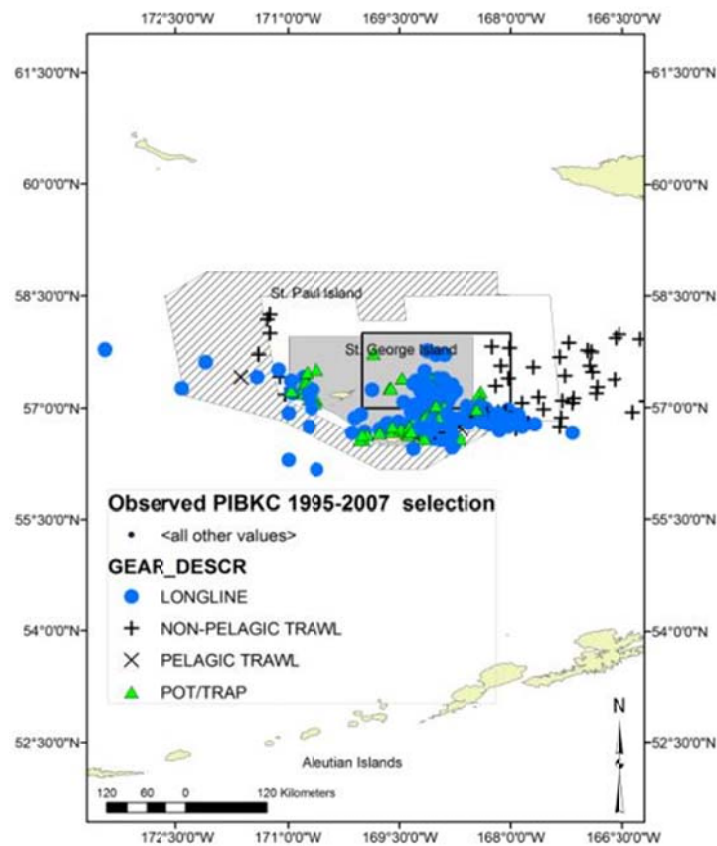 172°30'0"W 171°0'0"W 169°30'0"W 168°0'0"W 166°30'0"W
61°30'0"N 61°30'0"N
60°0'0"N 60°0'0"N
58°30'0"N 58°30'0"N
St. Paul Island
St. George Island
57°0'0"N 57°0'0"N
Observed PIBKC 1995-2007 selection
<all other values>
55°30'0"N 55°30'0"N
GEAR_DESCR
LONGLINE
NON-PELAGIC TRAWL
PELAGIC TRAWL
POT/TRAP
54°0'0"N 54°0'0"N
N
52°30'0"N 52°30'0"N
Aleutian Islands
120 60 0 120 Kilometers
172°30'0"W 171°0'0"W 169°30'0"W 168°0'0"W 166°30'0"W